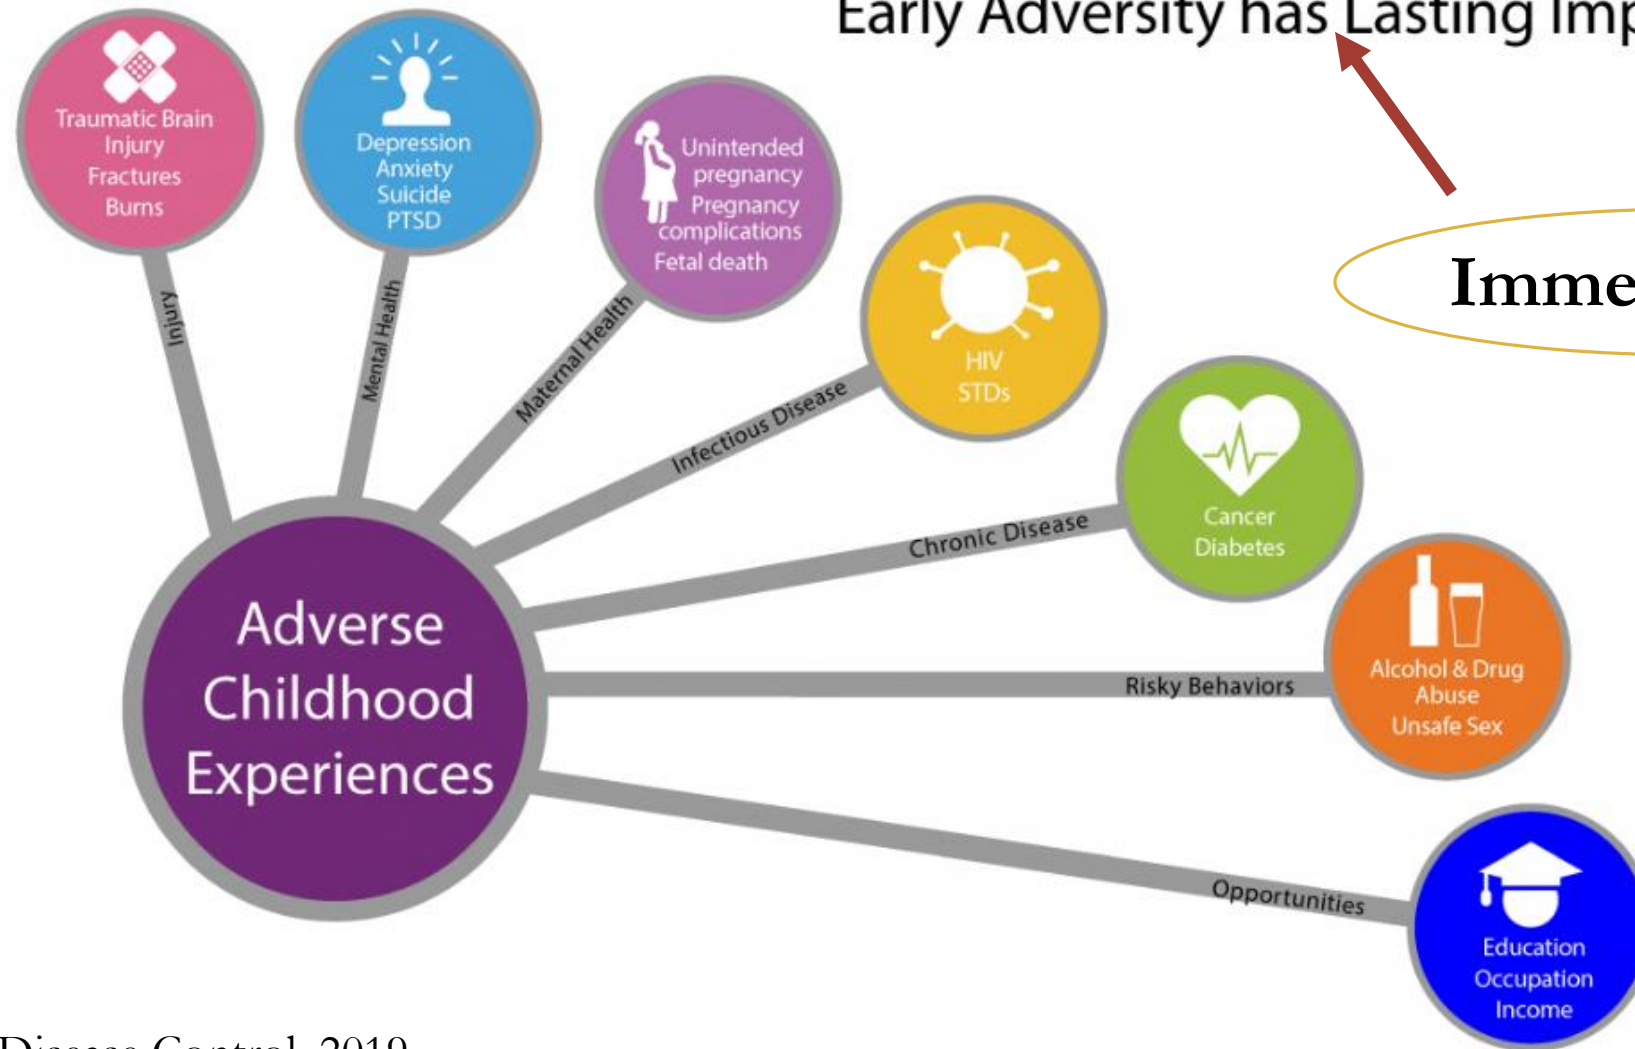 Early Adversity has Lasting Imp
Traumatic Brain
Injury
Fractures
Burns
Depression
Anxiety
Suicide
PTSD
Unintended
pregnancy
Pregnancy
complications
Fetal death
HIV
STDs
Imme
Cancer
Diabetes
Alcohol & Drug
Abuse
Unsafe Sex
Education
Occupation
Income
Injury
Mental Health
Maternal Health
Infectious Disease
Chronic Disease
Risky Behaviors
Opportunities
Adverse
Childhood
Experiences
Disease Control, 2019